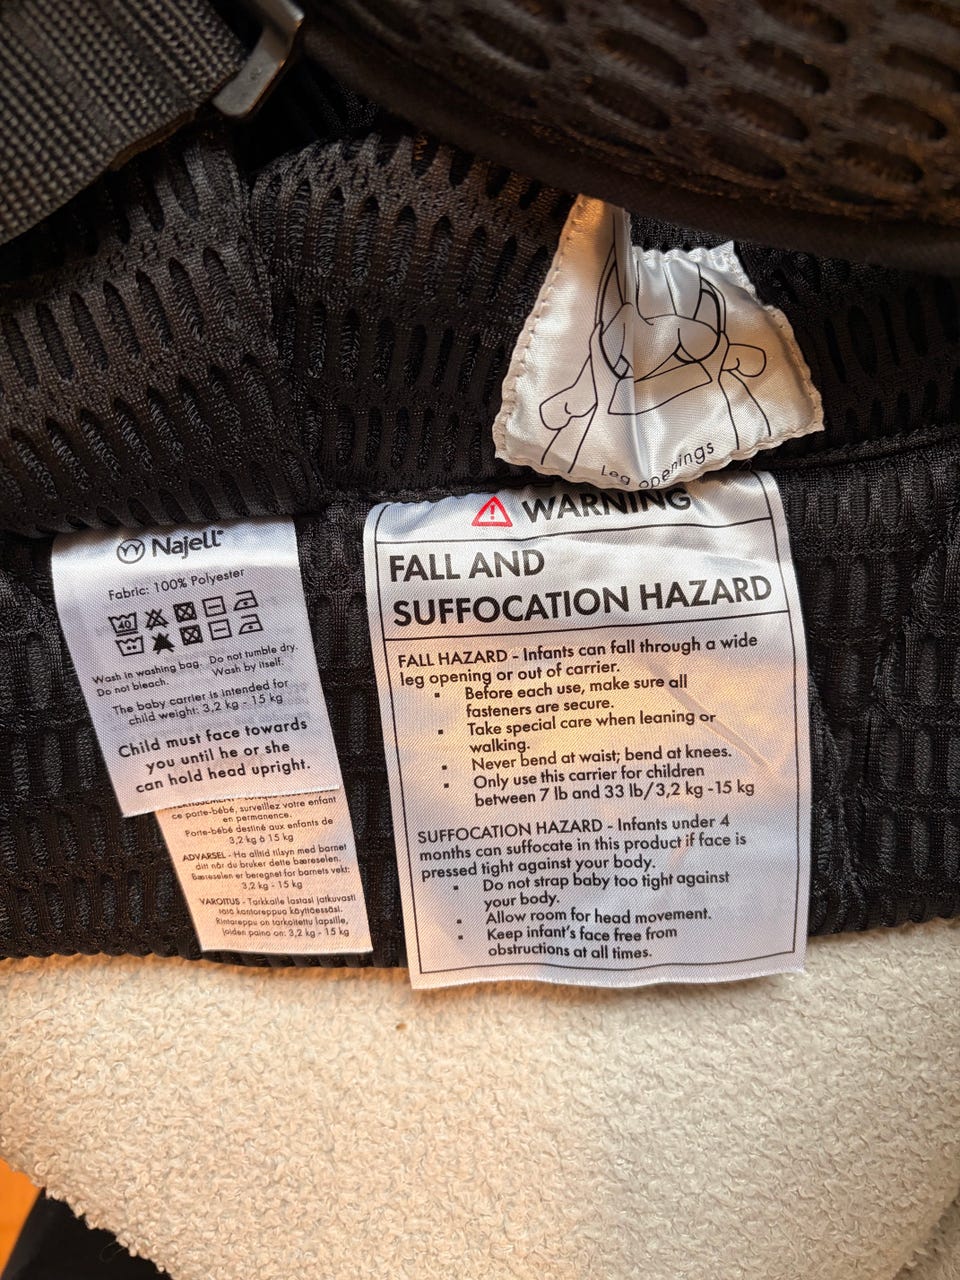 Leg openings
WARNING
FALL AND
SUFFOCATION HAZARD
FALL HAZARD - Infants can fall through a wide
leg opening or out of carrier.
▪ Before each use, make sure all
fasteners are secure.
▪ Take special care when leaning or
walking.
▪ Never bend at waist; bend at knees.
▪ Only use this carrier for children
between 7 lb and 33 lb/3,2 kg -15 kg
SUFFOCATION HAZARD - Infants under 4
months can suffocate in this product if face is
pressed tight against your body.
▪ Do not strap baby too tight against
your body.
▪ Allow room for head movement.
▪ Keep infant's face free from
obstructions at all times.
Najell®
Fabric: 100% Polyester
40
Wash in washing bag. Do not tumble dry.
Do not bleach. Wash by itself.
The baby carrier is intended for
child weight: 3,2 kg - 15 kg
Child must face towards
you until he or she
can hold head upright.
ce porte-bébé, surveillez votre enfant
en permanence.
Porte-bébé destiné aux enfants de
3,2 kg à 15 kg
ADVARSEL - Ha alltid tilsyn med barnet
ditt når du bruker dette bæreselen.
Bæreselen er beregnet for barnets vekt:
3,2 kg - 15 kg
VAROITUS - Tarkkaile lastasi jatkuvasti
tätä kantoreppua käyttäessäsi.
Rintareppu on tarkoitettu lapsille,
joiden paino on: 3,2 kg - 15 kg